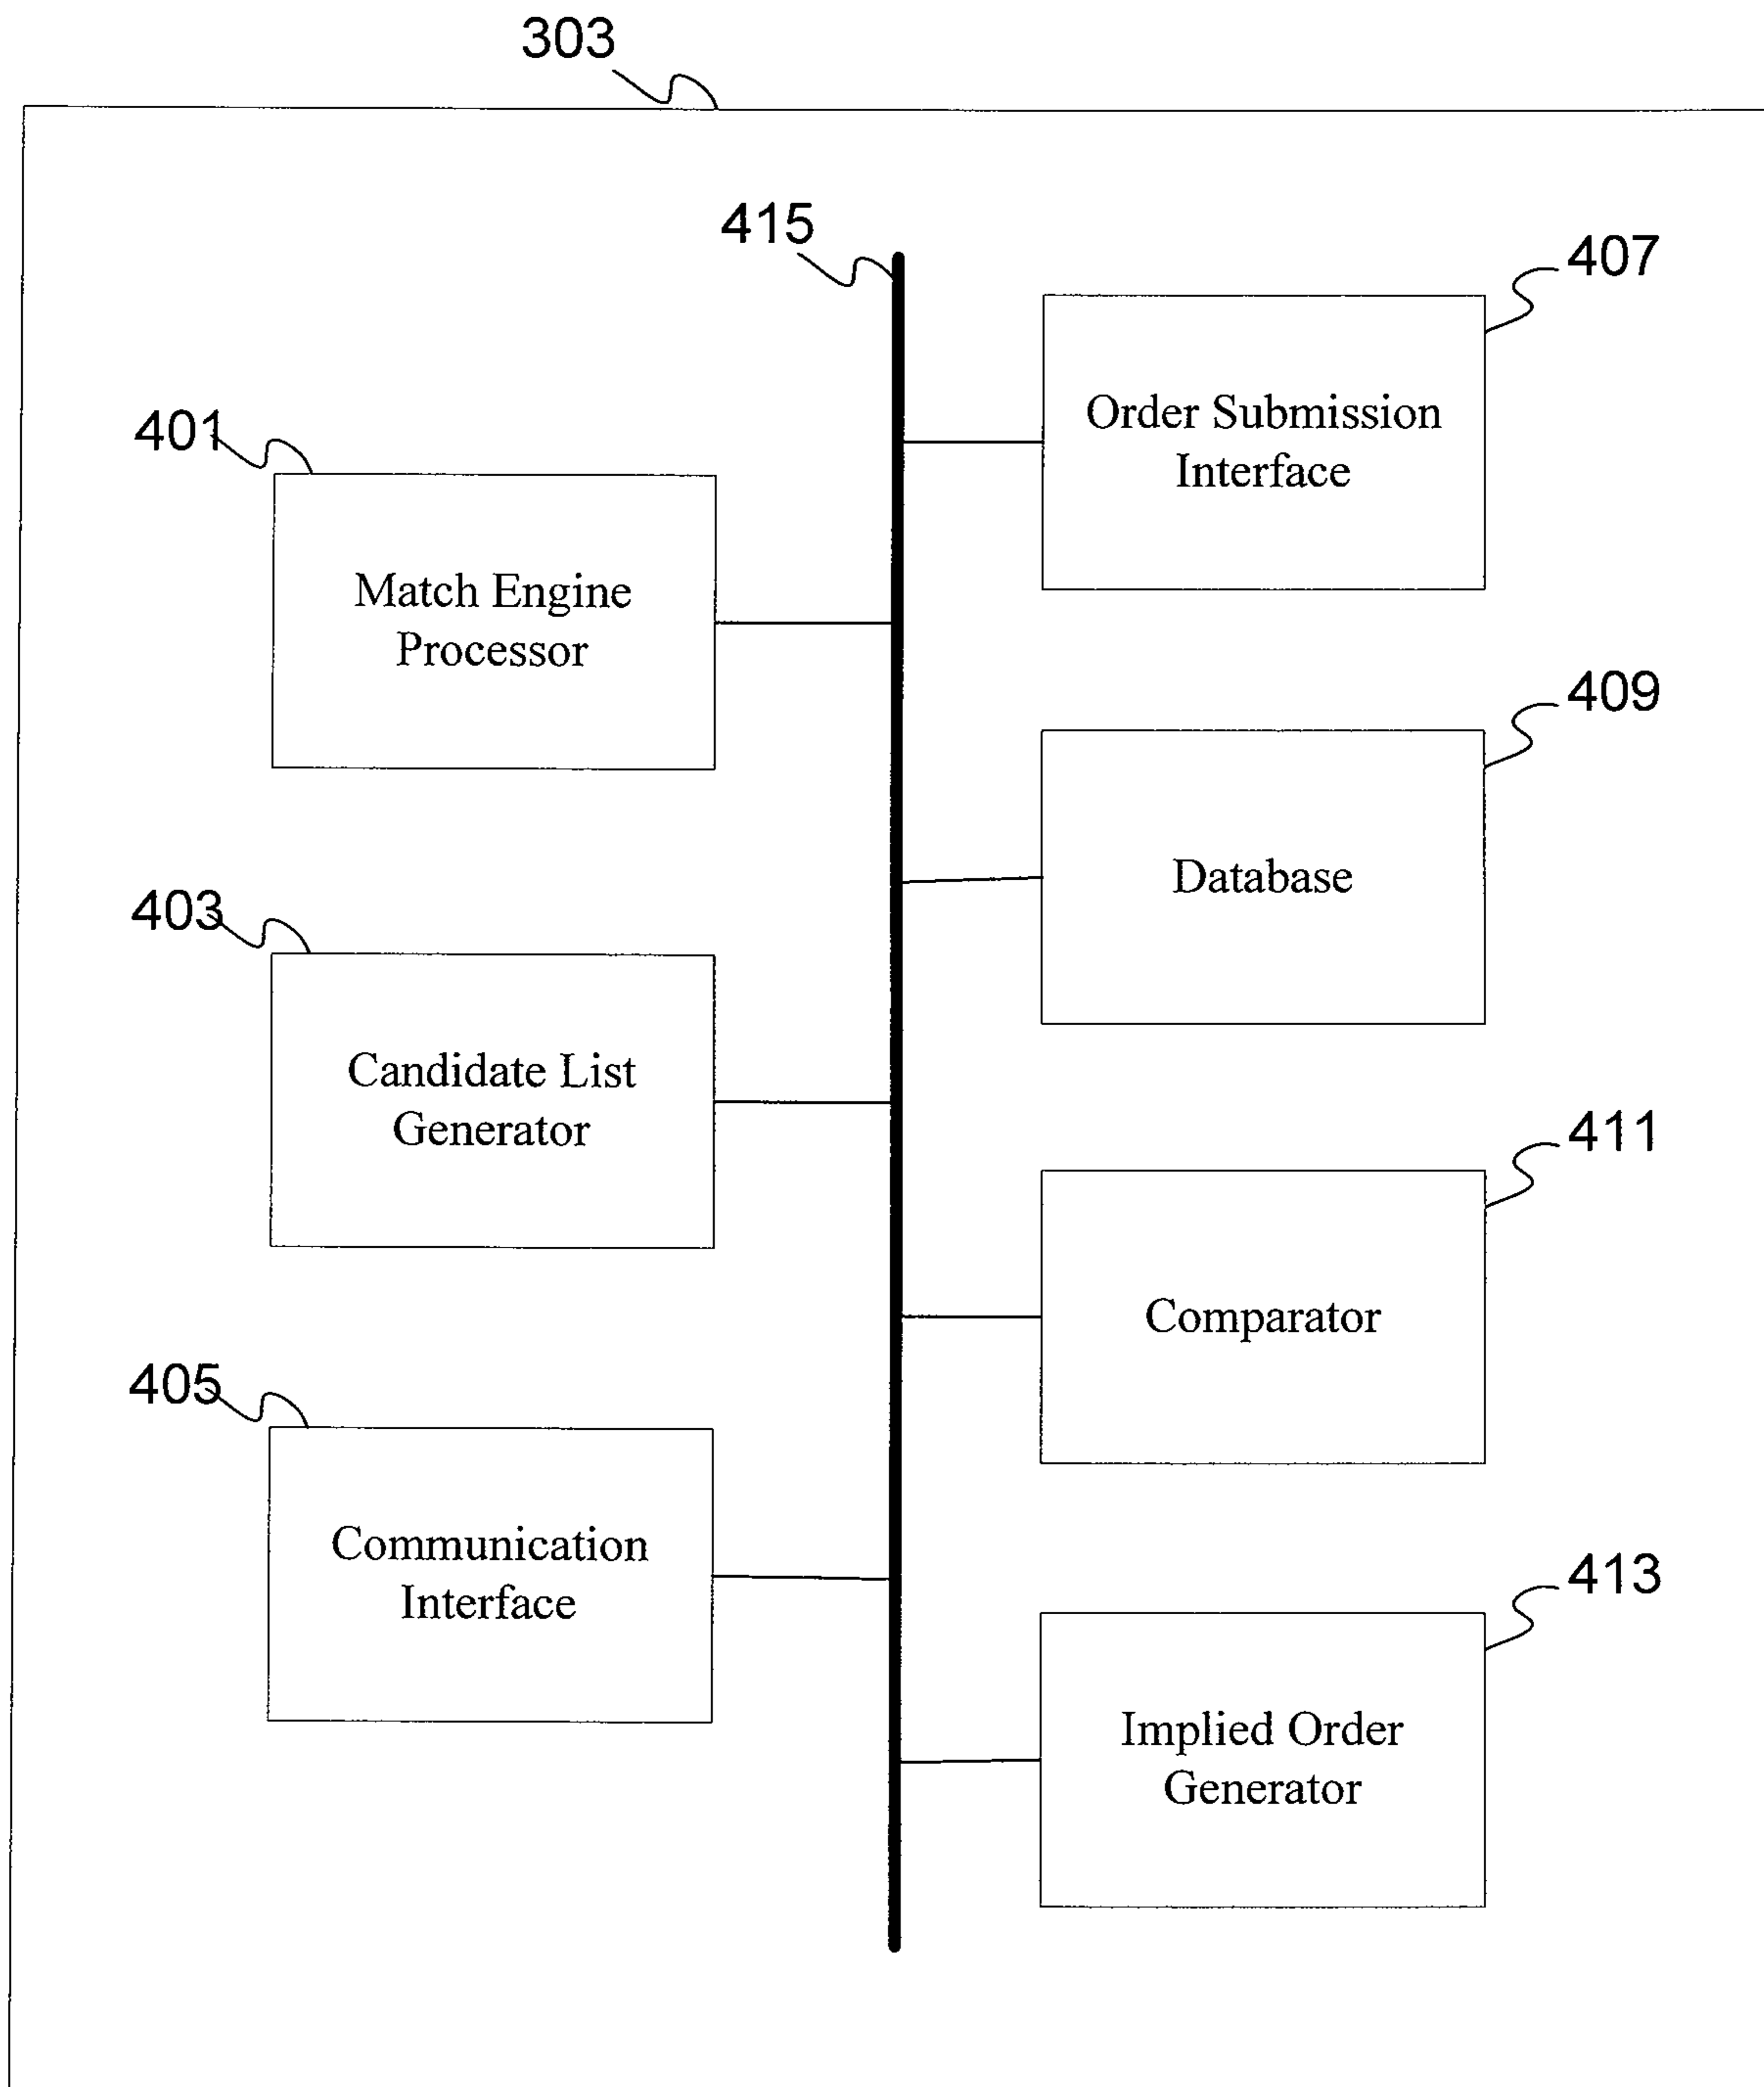 303
415
407
Order Submission
Interface
401
Match Engine
Processor
409
Database
403
Candidate List
Generator
411
Comparator
405
Communication
Interface
413
Implied Order
Generator